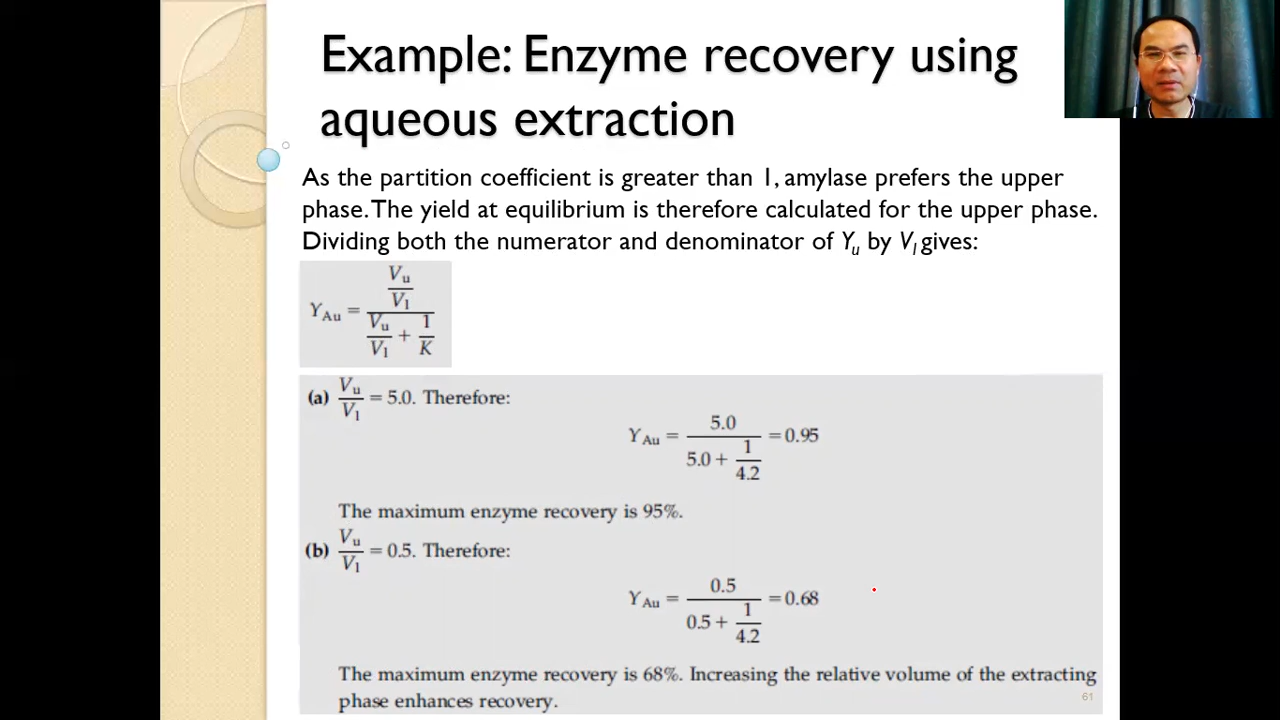 Example: Enzyme recovery using
aqueous extraction
As the partition coefficient is greater than 1, amylase prefers the upper
phase. The yield at equilibrium is therefore calculated for the upper phase.
Dividing both the numerator and denominator of Yu by Vl gives:
YAu = (Vu/Vl) / (Vu/Vl + 1/K)
(a) Vu/Vl = 5.0. Therefore:
YAu = 5.0 / (5.0 + 1/4.2) = 0.95
The maximum enzyme recovery is 95%.
(b) Vu/Vl = 0.5. Therefore:
YAu = 0.5 / (0.5 + 1/4.2) = 0.68
The maximum enzyme recovery is 68%. Increasing the relative volume of the extracting
phase enhances recovery.
61